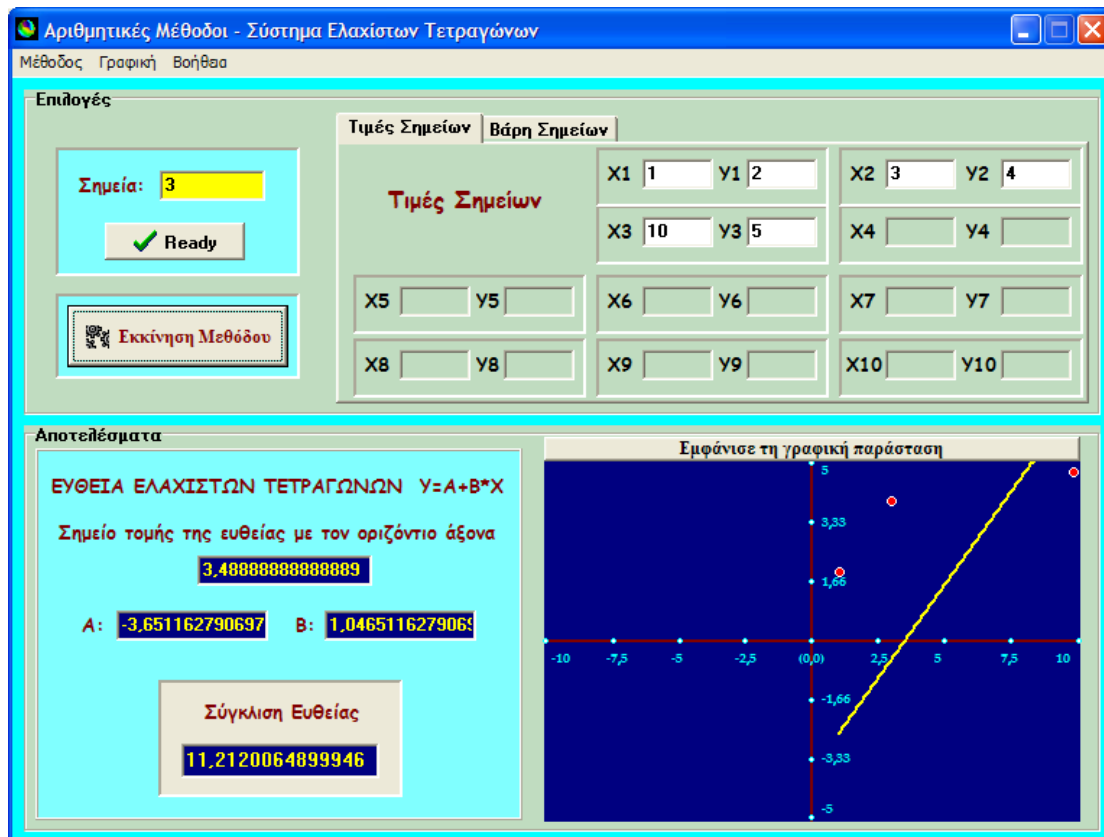 Αριθμητικές Μέθοδοι - Σύστημα Ελαχίστων Τετραγώνων
Μέθοδος Γραφική Βοήθεια
Επιλογές
Τιμές Σημείων Βάρη Σημείων
Σημεία: 3
Ready
Εκκίνηση Μεθόδου
Τιμές Σημείων
X1 1 Y1 2 X2 3 Y2 4
X3 10 Y3 5 X4 Y4
X5 Y5 X6 Y6 X7 Y7
X8 Y8 X9 Y9 X10 Y10
Αποτελέσματα
ΕΥΘΕΙΑ ΕΛΑΧΙΣΤΩΝ ΤΕΤΡΑΓΩΝΩΝ Υ=Α+Β*Χ
Σημείο τομής της ευθείας με τον οριζόντιο άξονα
3,48888888888889
Α: -3,651162790697 Β: 1,046511627906
Σύγκλιση Ευθείας
11,2120064899946
Εμφάνισε τη γραφική παράσταση
5
3,33
1,66
-10 -7,5 -5 -2,5 (0,0) 2,5 5 7,5 10
-1,66
-3,33
-5